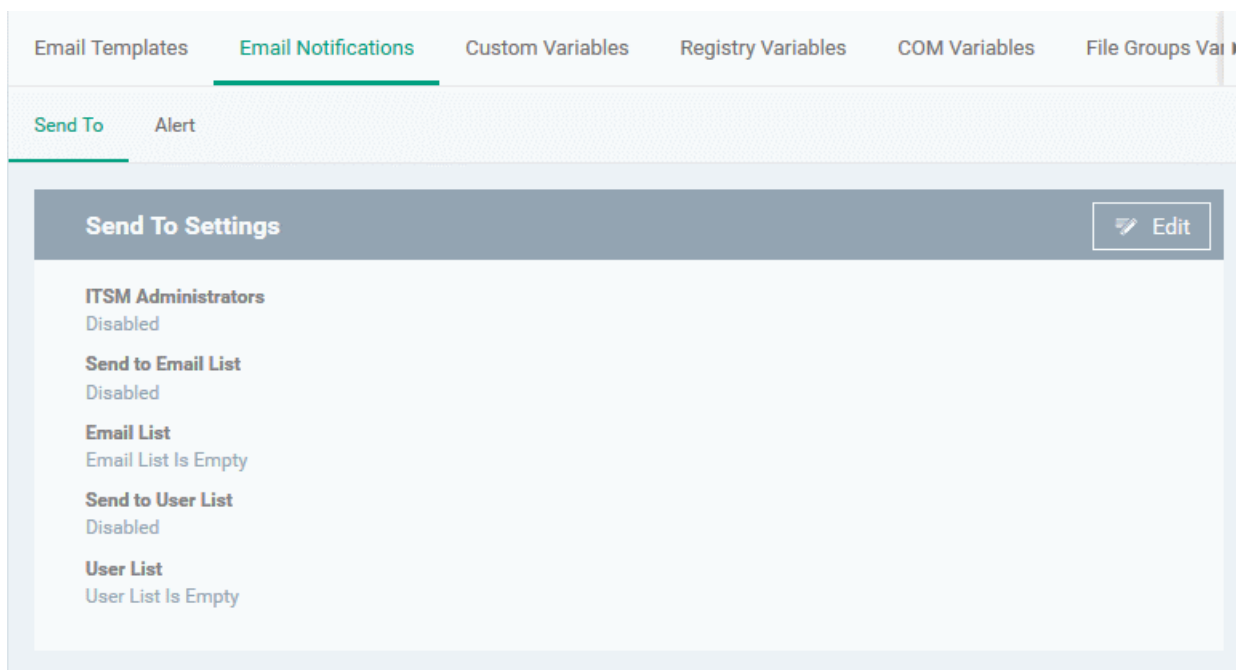 Email Templates Email Notifications Custom Variables Registry Variables COM Variables File Groups
Send To Alert
Send To Settings Edit
ITSM Administrators
Disabled
Send to Email List
Disabled
Email List
Email List Is Empty
Send to User List
Disabled
User List
User List Is Empty